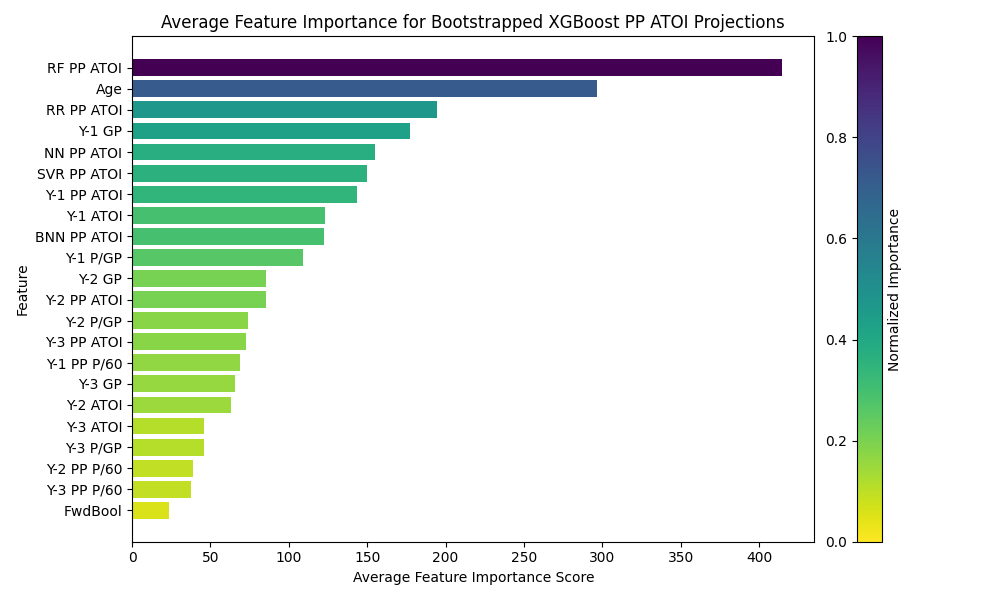 Average Feature Importance for Bootstrapped XGBoost PP ATOI Projections
Feature
RF PP ATOI
Age
RR PP ATOI
Y-1 GP
NN PP ATOI
SVR PP ATOI
Y-1 PP ATOI
Y-1 ATOI
BNN PP ATOI
Y-1 P/GP
Y-2 GP
Y-2 PP ATOI
Y-2 P/GP
Y-3 PP ATOI
Y-1 PP P/60
Y-3 GP
Y-2 ATOI
Y-3 ATOI
Y-3 P/GP
Y-2 PP P/60
Y-3 PP P/60
FwdBool
0 50 100 150 200 250 300 350 400
Average Feature Importance Score
1.0
0.8
0.6
0.4
0.2
0.0
Normalized Importance